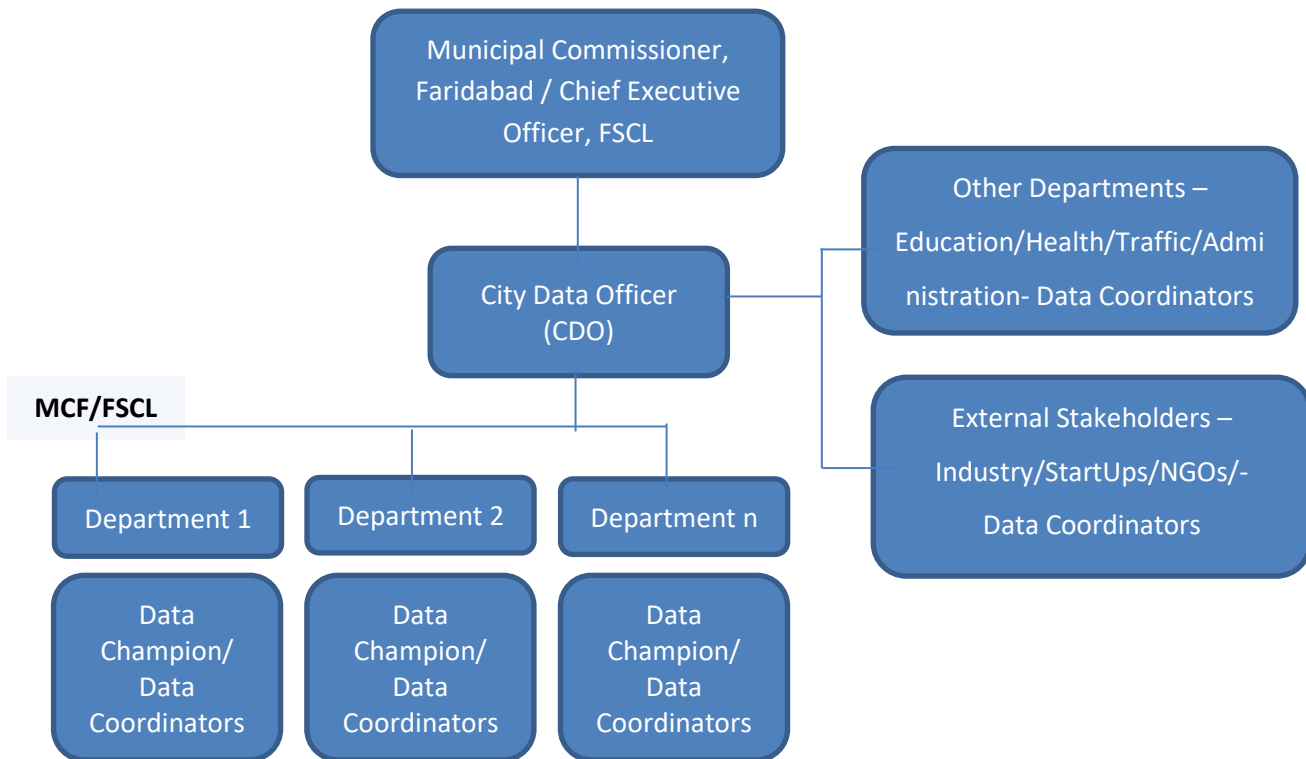 Municipal Commissioner,
Faridabad / Chief Executive
Officer, FSCL
Other Departments –
Education/Health/Traffic/Admi
nistration- Data Coordinators
City Data Officer
(CDO)
MCF/FSCL
External Stakeholders –
Industry/StartUps/NGOs/-
Data Coordinators
Department 1
Department 2
Department n
Data
Champion/
Data
Coordinators
Data
Champion/
Data
Coordinators
Data
Champion/
Data
Coordinators